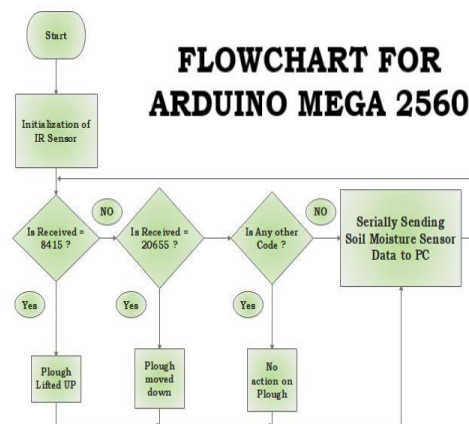 Start
FLOWCHART FOR
ARDUINO MEGA 2560
Initialization of
IR Sensor
Is Received =
8415 ?
NO
Is Received =
20655 ?
Is Any other
Code ?
NO
Serially Sending
Soil Moisture Sensor
Data to PC
Yes
Yes
Yes
Plough
Lifted UP
Plough
moved
down
No
action on
Plough